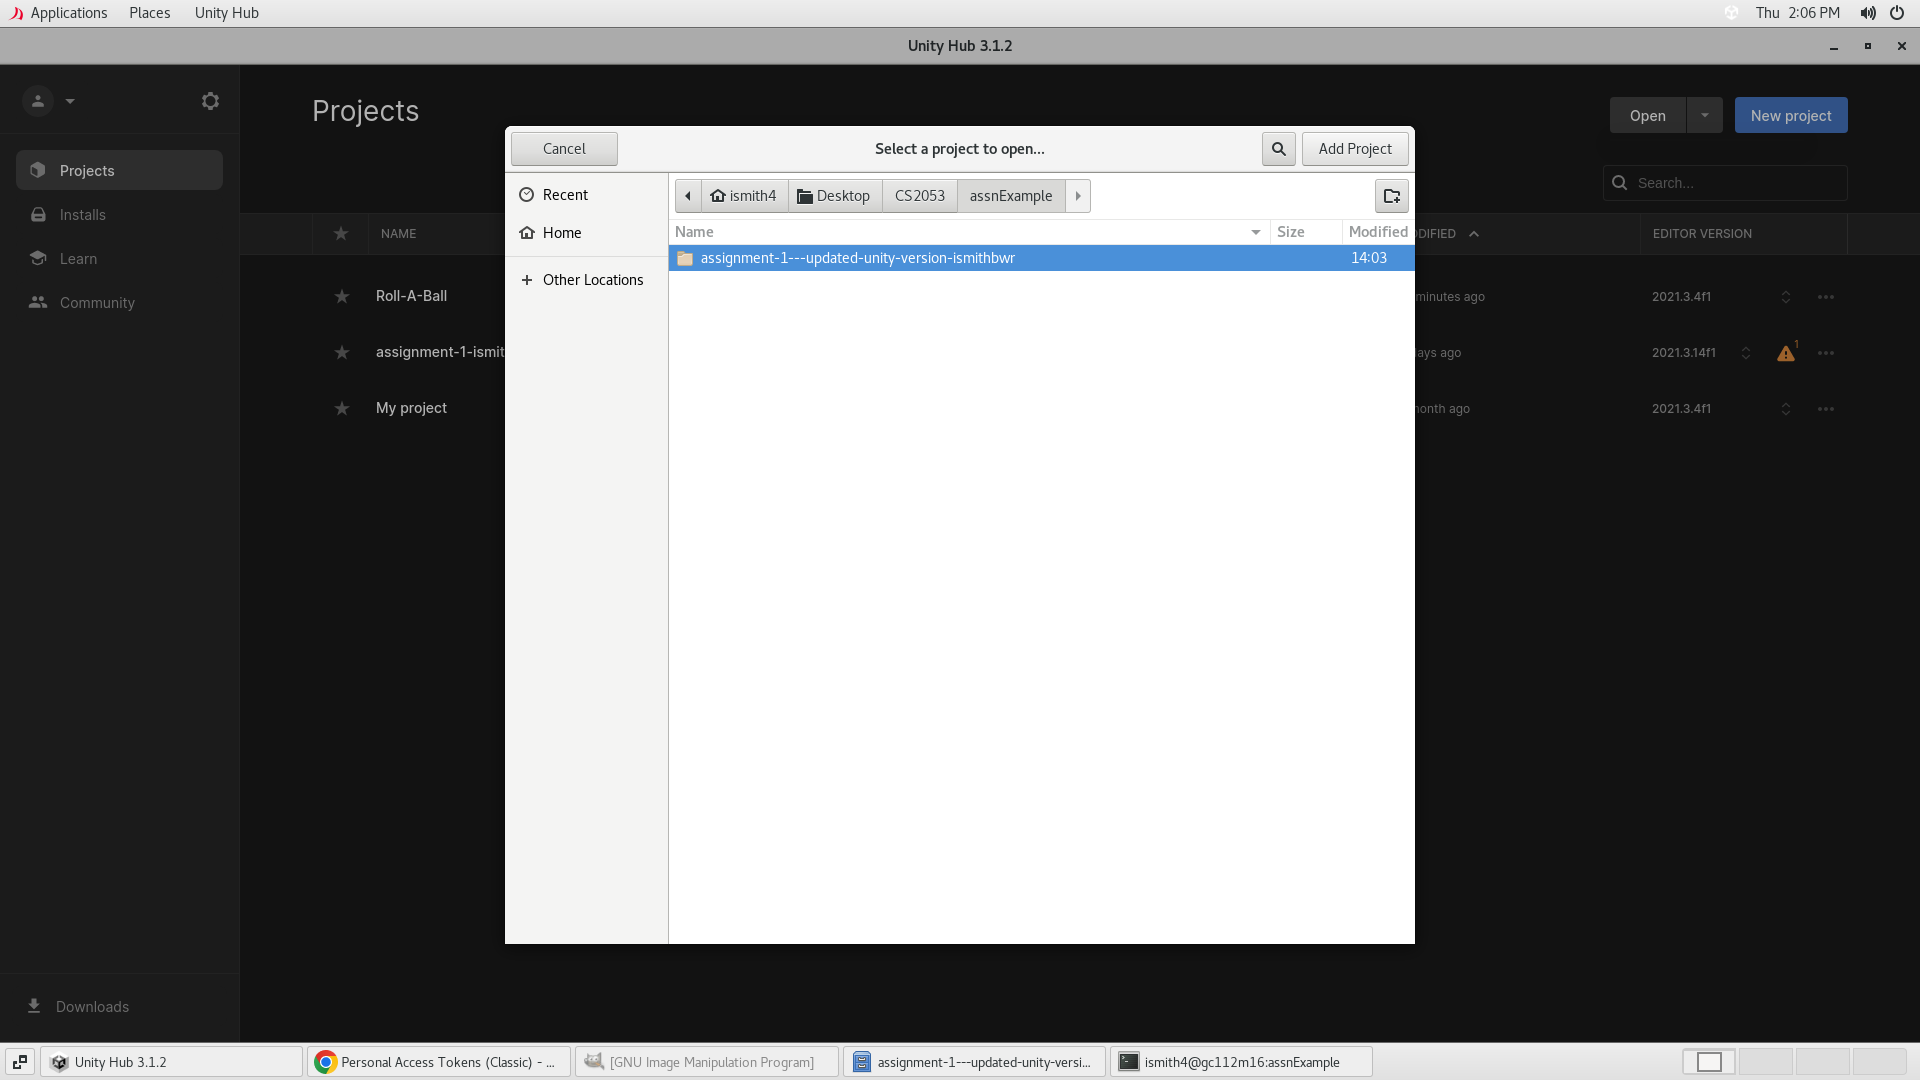 Applications Places Unity Hub Thu 2:06 PM
Unity Hub 3.1.2
Projects
Open New project
Cancel Select a project to open... Add Project
Projects
Installs
Learn
Community
Downloads
Recent
Home
Other Locations
ismith4 Desktop CS2053 assnExample
Name Size Modified
assignment-1---updated-unity-version-ismithbwr 14:03
Search...
NAME DIFIED EDITOR VERSION
Roll-A-Ball minutes ago 2021.3.4f1
assignment-1-ismit ays ago 2021.3.14f1 1
My project onth ago 2021.3.4f1
Unity Hub 3.1.2 Personal Access Tokens (Classic) - ... [GNU Image Manipulation Program] assignment-1---updated-unity-versi... ismith4@gc112m16:assnExample